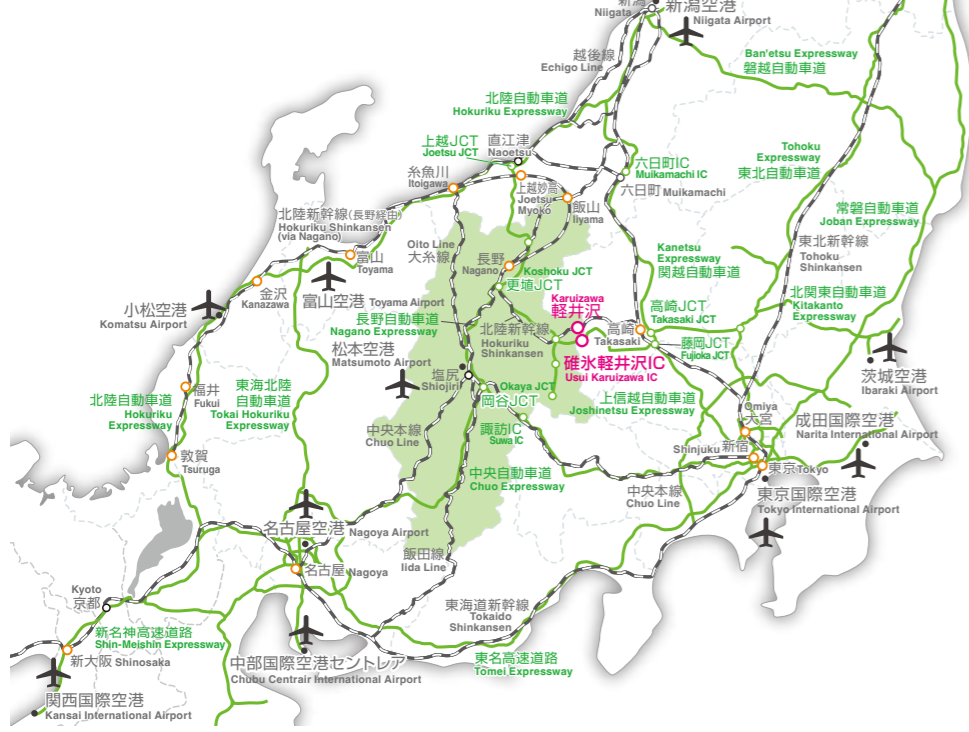 新潟
Niigata
新潟空港
Niigata Airport
越後線
Echigo Line
Ban'etsu Expressway
磐越自動車道
北陸自動車道
Hokuriku Expressway
上越JCT
Joetsu JCT
直江津
Naoetsu
六日町IC
Muikamachi IC
六日町 Muikamachi
Tohoku
Expressway
東北自動車道
糸魚川
Itoigawa
上越妙高
Joetsu
Myoko
飯山
Iiyama
常磐自動車道
Joban Expressway
北陸新幹線(長野経由)
Hokuriku Shinkansen
(via Nagano)
富山
Toyama
Oito Line
大糸線
長野
Nagano
Koshoku JCT
更埴JCT
Kanetsu
Expressway
関越自動車道
東北新幹線
Tohoku
Shinkansen
金沢
Kanazawa
小松空港
Komatsu Airport
富山空港 Toyama Airport
長野自動車道
Nagano Expressway
北陸新幹線
Hokuriku
Shinkansen
Karuizawa
軽井沢
高崎
Takasaki
高崎JCT
Takasaki JCT
藤岡JCT
Fujioka JCT
北関東自動車道
Kitakanto
Expressway
松本空港
Matsumoto Airport
塩尻
Shiojiri
碓氷軽井沢IC
Usui Karuizawa IC
Okaya JCT
岡谷JCT
上信越自動車道
Joshinetsu Expressway
茨城空港
Ibaraki Airport
福井
Fukui
北陸自動車道
Hokuriku
Expressway
東海北陸
自動車道
Tokai Hokuriku
Expressway
中央本線
Chuo Line
諏訪IC
Suwa IC
Omiya
大宮
成田国際空港
Narita International Airport
Shinjuku 新宿
敦賀
Tsuruga
中央自動車道
Chuo Expressway
中央本線
Chuo Line
東京 Tokyo
東京国際空港
Tokyo International Airport
名古屋空港 Nagoya Airport
飯田線
Iida Line
名古屋 Nagoya
Kyoto
京都
東海道新幹線
Tokaido
Shinkansen
新名神高速道路
Shin-Meishin Expressway
新大阪 Shinosaka
中部国際空港セントレア
Chubu Centrair International Airport
東名高速道路
Tomei Expressway
関西国際空港
Kansai International Airport